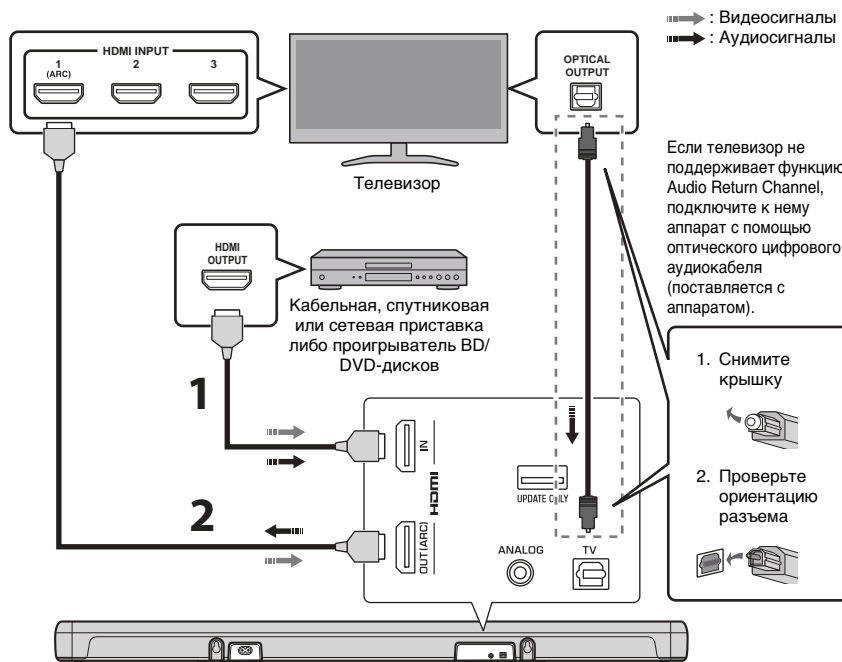 : Видеосигналы
: Аудиосигналы
HDMI INPUT
1
(ARC)
2
3
OPTICAL
OUTPUT
Телевизор
Если телевизор не
поддерживает функцию
Audio Return Channel,
подключите к нему
аппарат с помощью
оптического цифрового
аудиокабеля
(поставляется с
аппаратом).
HDMI
OUTPUT
Кабельная, спутниковая
или сетевая приставка
либо проигрыватель BD/
DVD-дисков
1. Снимите
крышку
2. Проверьте
ориентацию
разъема
1
2
IN
HDMI
OUT(ARC)
UPDATE ONLY
ANALOG
TV